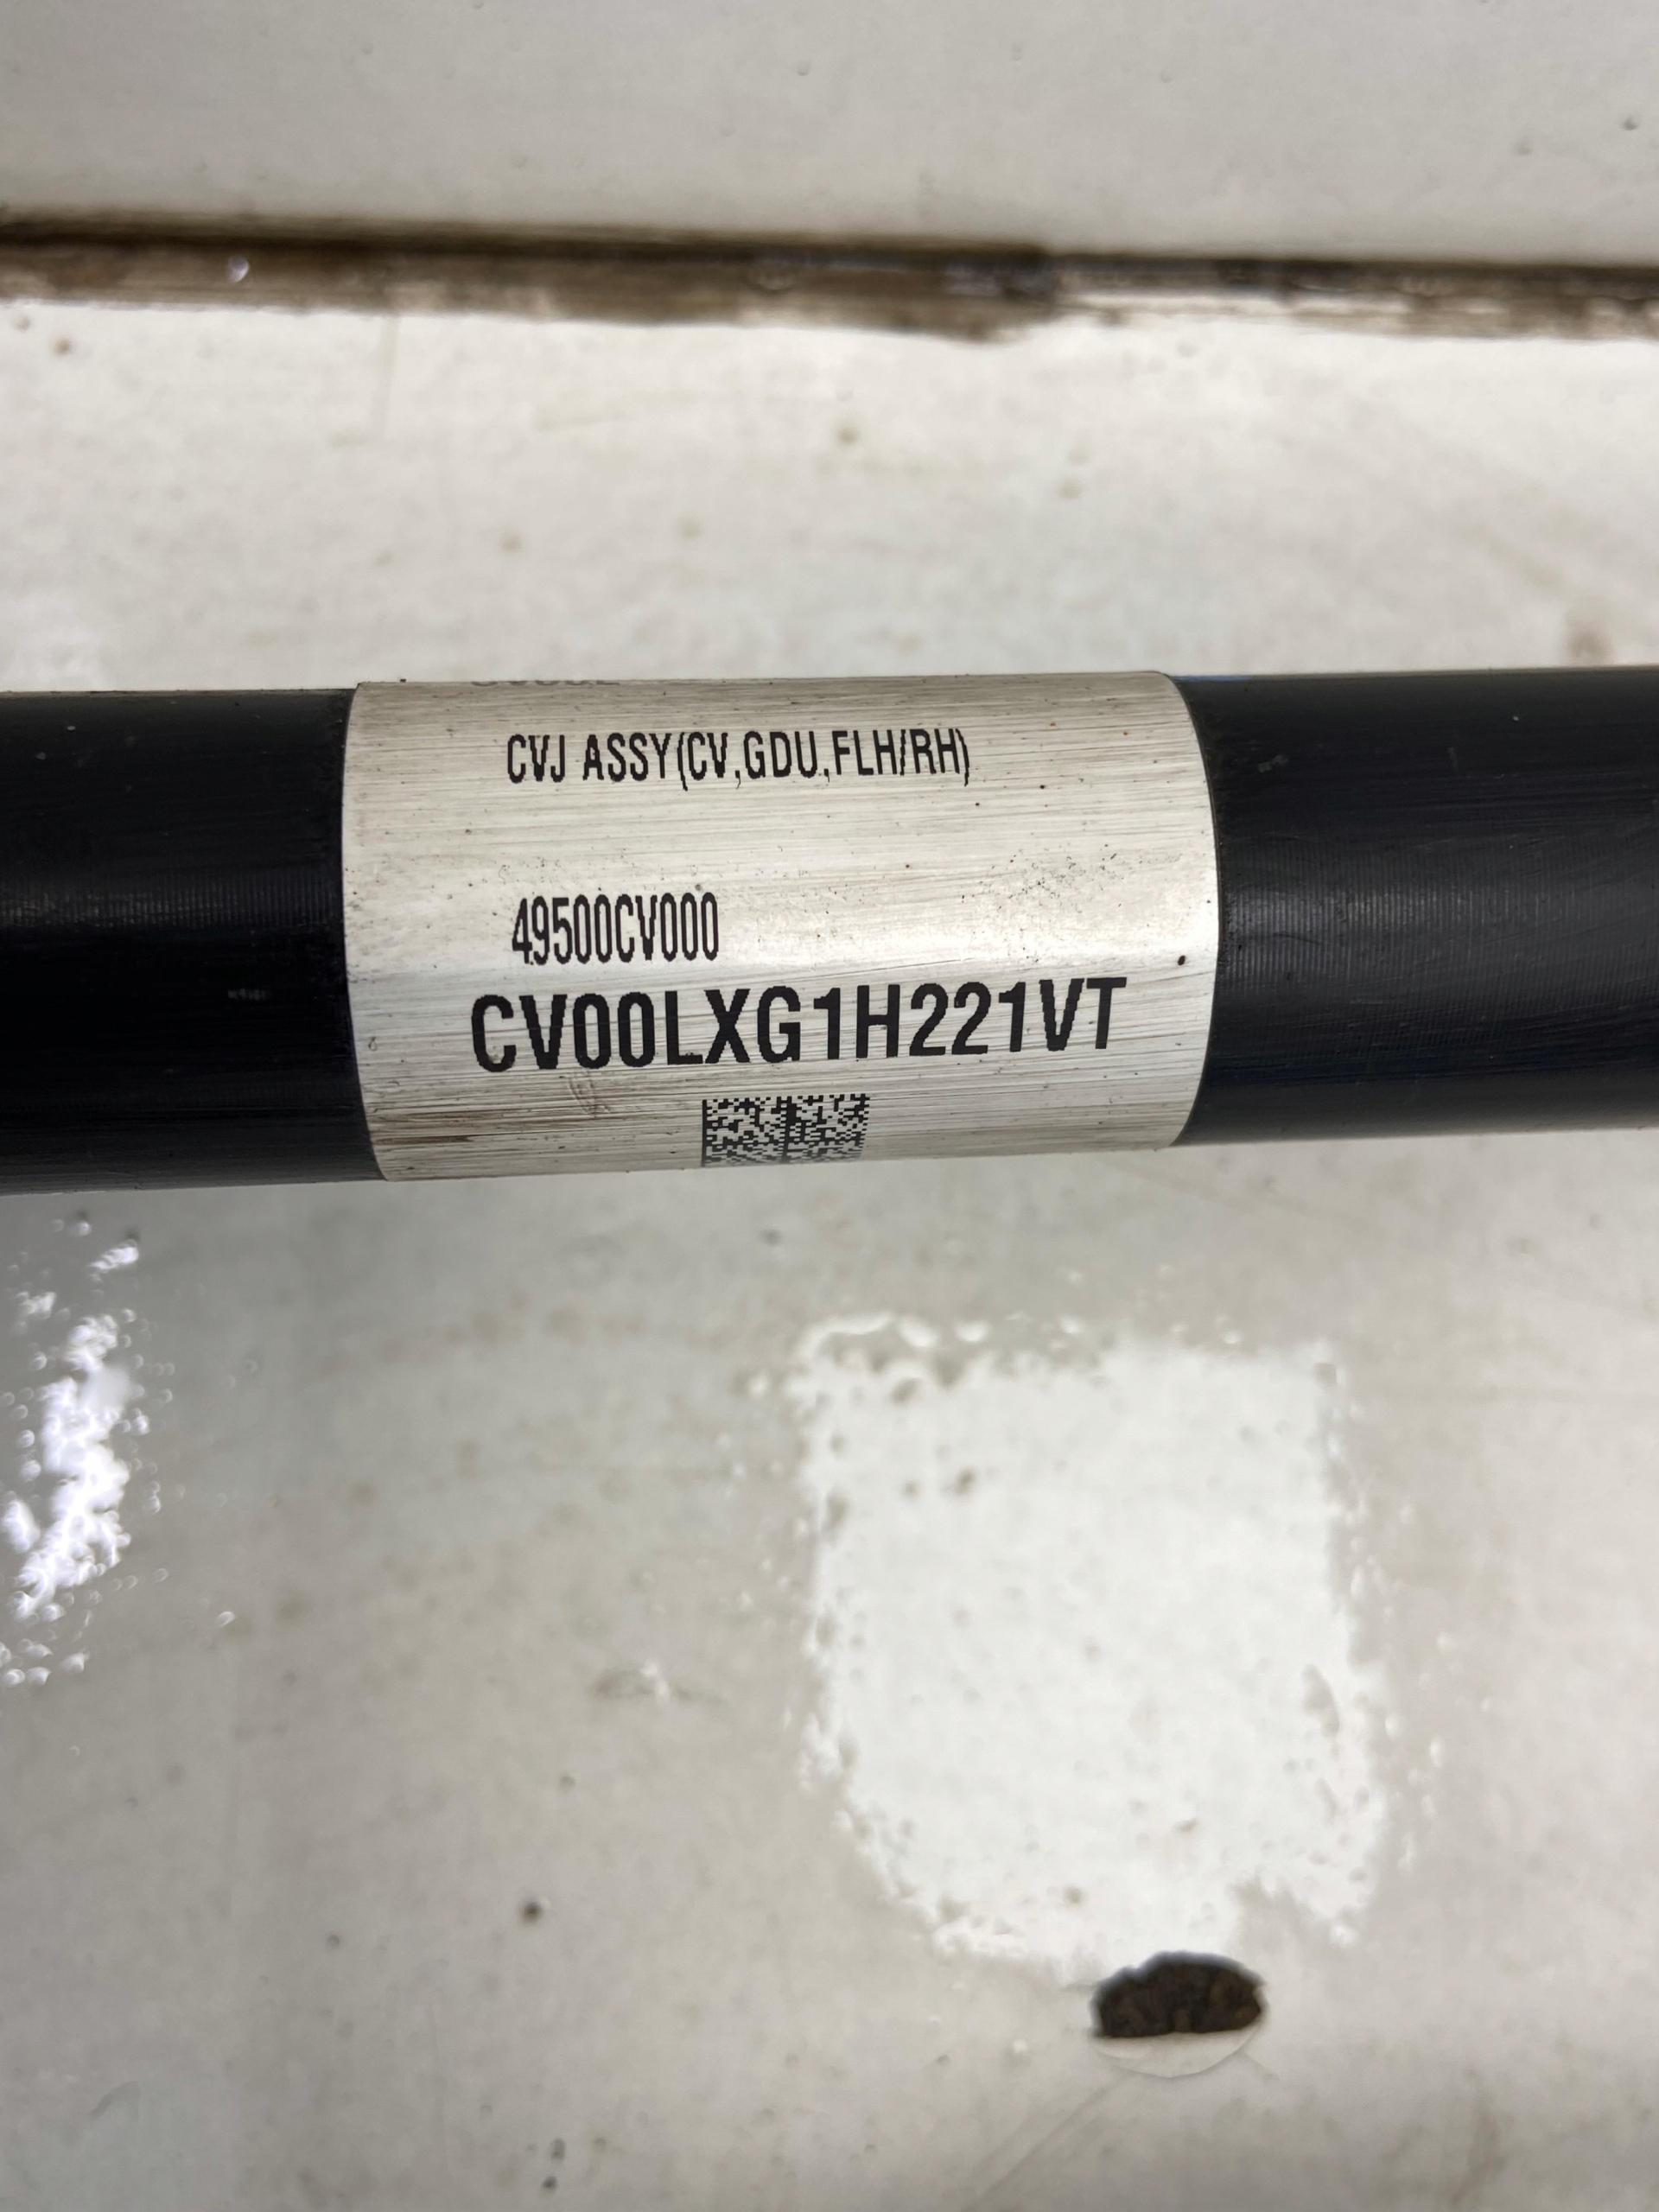 CVJ ASSY(CV,GDU,FLH/RH)
49500CV000
CV00LXG1H221VT